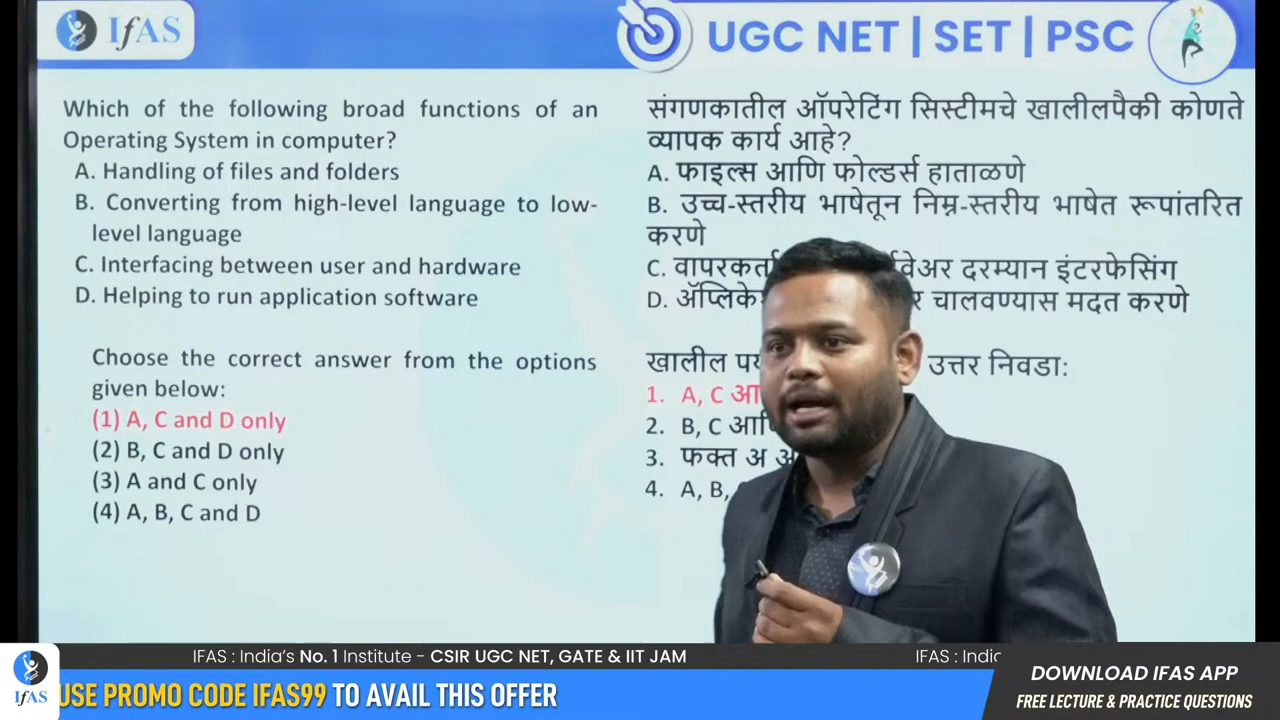 IfAS
UGC NET | SET | PSC
Which of the following broad functions of an
Operating System in computer?
A. Handling of files and folders
B. Converting from high-level language to low-
level language
C. Interfacing between user and hardware
D. Helping to run application software
Choose the correct answer from the options
given below:
(1) A, C and D only
(2) B, C and D only
(3) A and C only
(4) A, B, C and D
संगणकातील ऑपरेटिंग सिस्टीमचे खालीलपैकी कोणते
व्यापक कार्य आहे?
A. फाइल्स आणि फोल्डर्स हाताळणे
B. उच्च-स्तरीय भाषेतून निम्न-स्तरीय भाषेत रूपांतरित
करणे
C. दरम्यान इंटरफेसिंग
D. चालवण्यास मदत करणे
उत्तर निवडा:
1. A, C
2. B, C
3. फक्त अ
4. A, B,
IfAS
IFAS : India's No. 1 Institute - CSIR UGC NET, GATE & IIT JAM
IFAS :
USE PROMO CODE IFAS99 TO AVAIL THIS OFFER
DOWNLOAD IFAS APP
FREE LECTURE & PRACTICE QUESTIONS